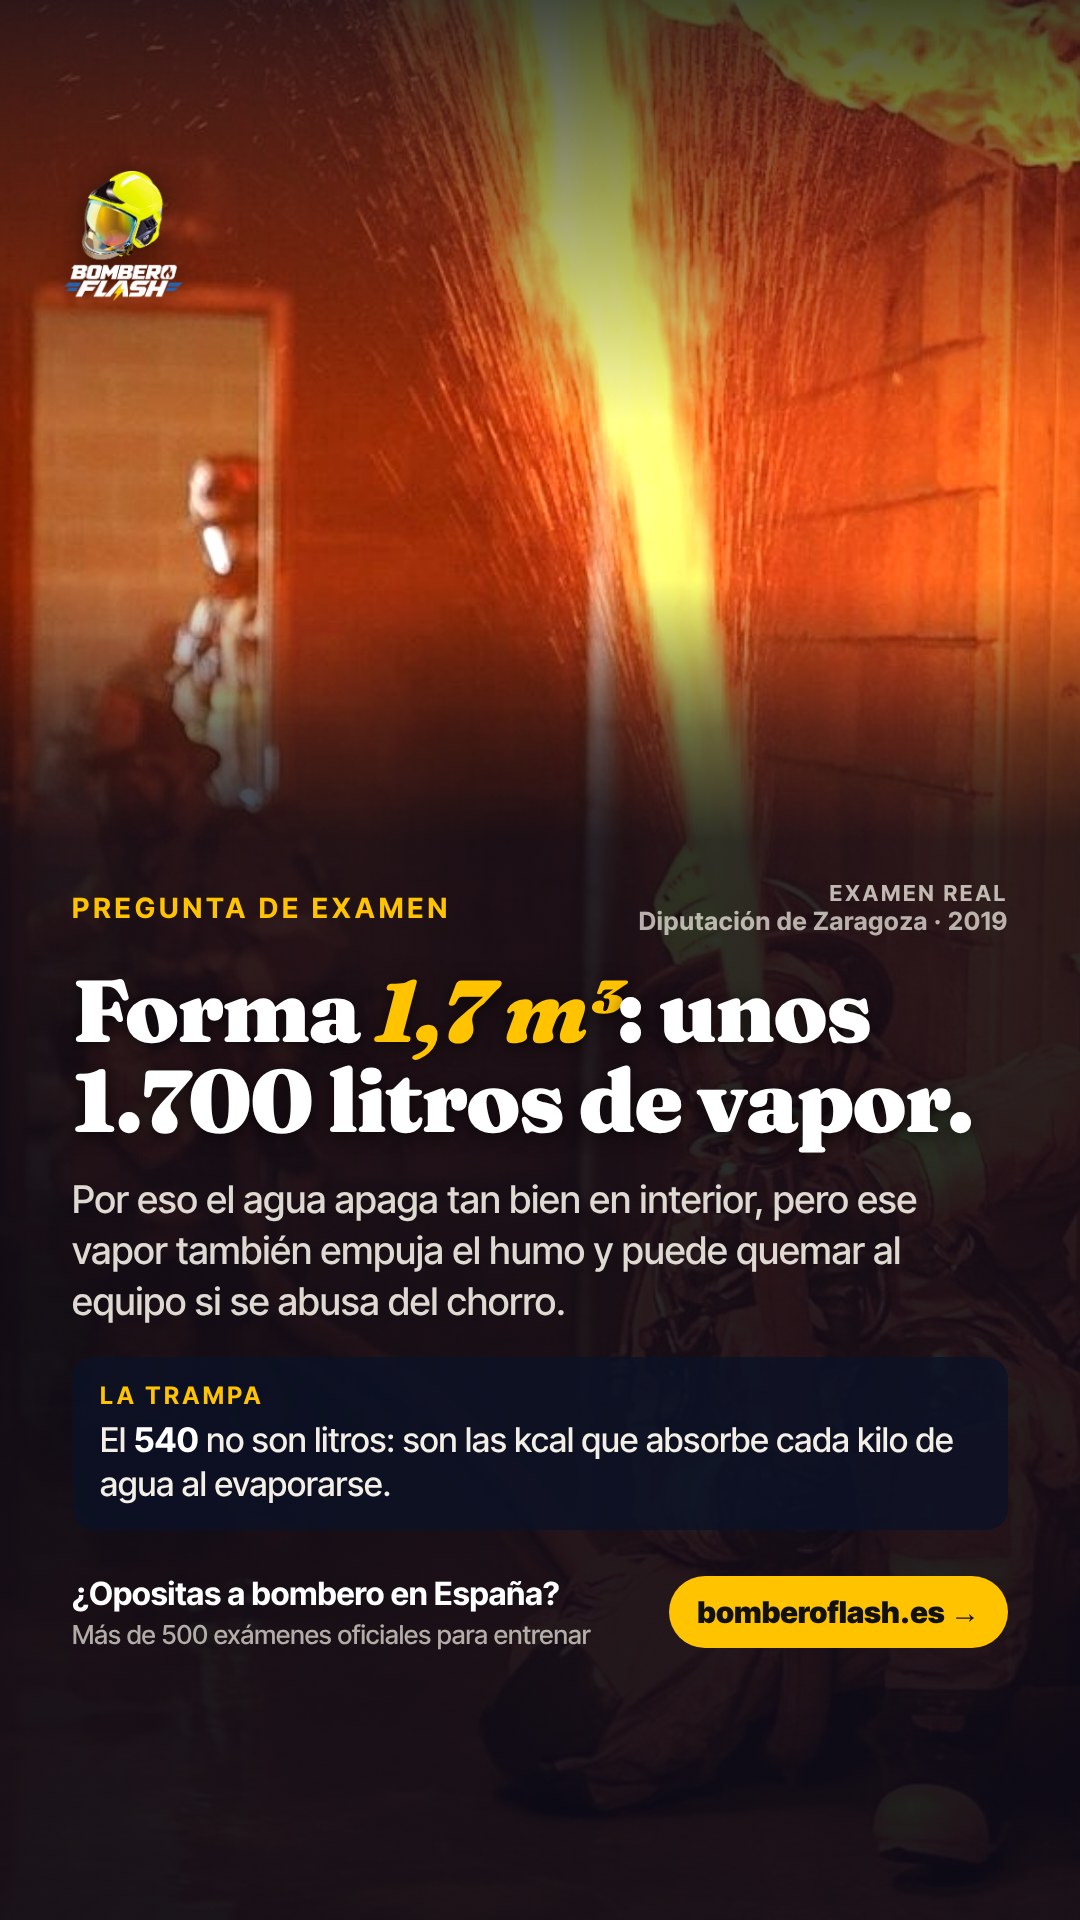 BOMBERO
FLASH
PREGUNTA DE EXAMEN
EXAMEN REAL
Diputación de Zaragoza · 2019
Forma 1,7 m³: unos
1.700 litros de vapor.
Por eso el agua apaga tan bien en interior, pero ese
vapor también empuja el humo y puede quemar al
equipo si se abusa del chorro.
LA TRAMPA
El 540 no son litros: son las kcal que absorbe cada kilo de
agua al evaporarse.
¿Opositas a bombero en España?
Más de 500 exámenes oficiales para entrenar
bomberoflash.es →